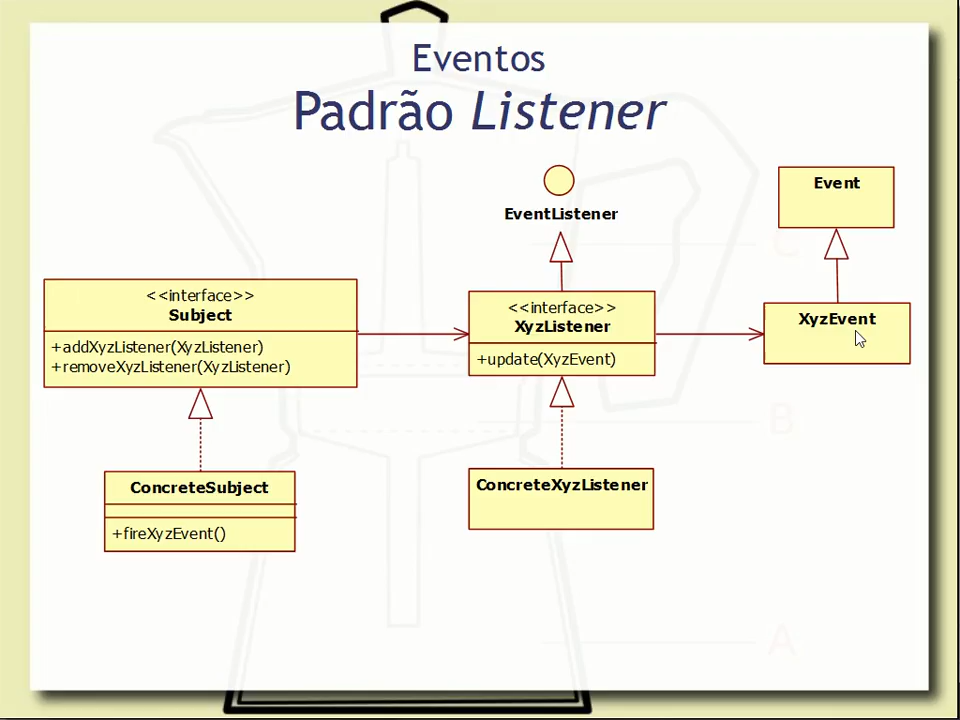 Eventos
Padrão Listener
EventListener
Event
<<interface>>
Subject
+addXyzListener(XyzListener)
+removeXyzListener(XyzListener)
<<interface>>
XyzListener
+update(XyzEvent)
XyzEvent
ConcreteSubject
+fireXyzEvent()
ConcreteXyzListener
C
B
A